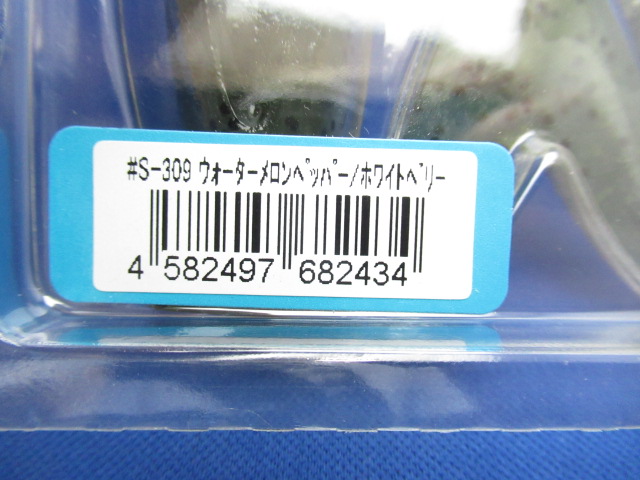 #S-309 ｳｫｰﾀｰﾒﾛﾝﾍﾟｯﾊﾟｰ/ﾎﾜｲﾄﾍﾞﾘｰ
4 582497 682434